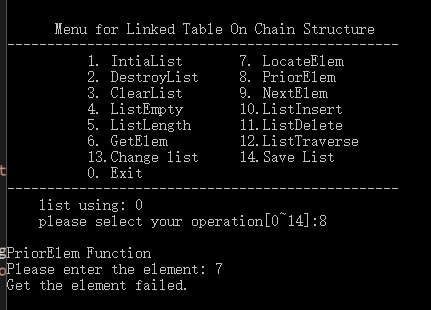 Menu for Linked Table On Chain Structure
-------------------------------------------------
1. IntiaList 7. LocateElem
2. DestroyList 8. PriorElem
3. ClearList 9. NextElem
4. ListEmpty 10.ListInsert
5. ListLength 11.ListDelete
6. GetElem 12.ListTraverse
13.Change list 14.Save List
0. Exit
-------------------------------------------------
list using: 0
please select your operation[0~14]:8
PriorElem Function
Please enter the element: 7
Get the element failed.